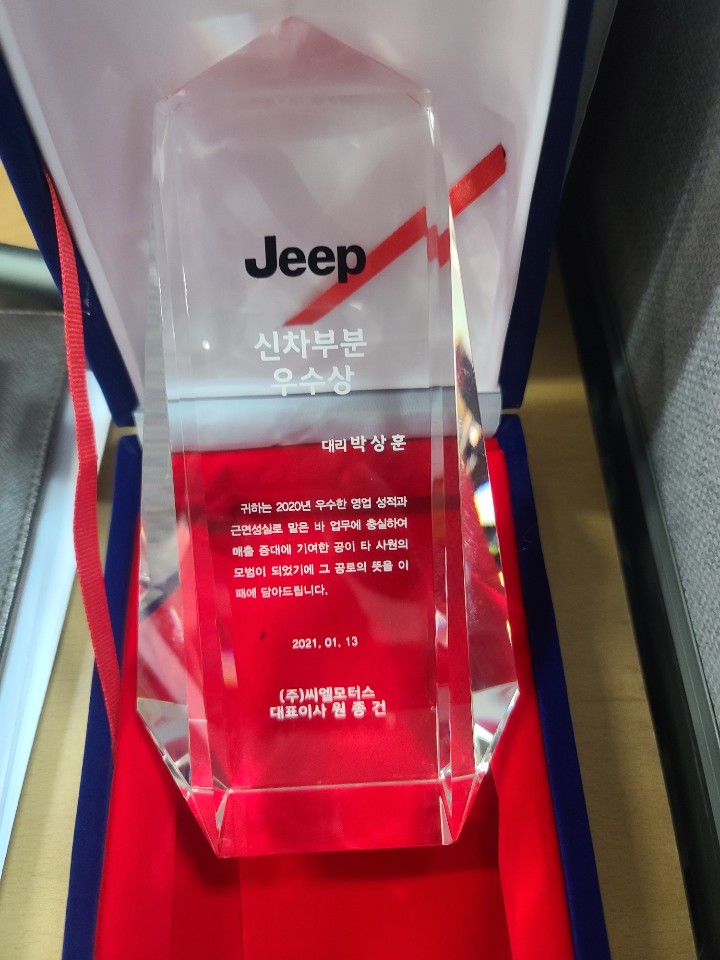 Jeep
신차부분
우수상
대리 박상훈
귀하는 2020년 우수한 영업 성적과
근면성실로 맡은 바 업무에 충실하여
매출 증대에 기여한 공이 타 사원의
모범이 되었기에 그 공로의 뜻을 이
패에 담아드립니다.
2021. 01. 13
(주)씨엘모터스
대표이사 원종건